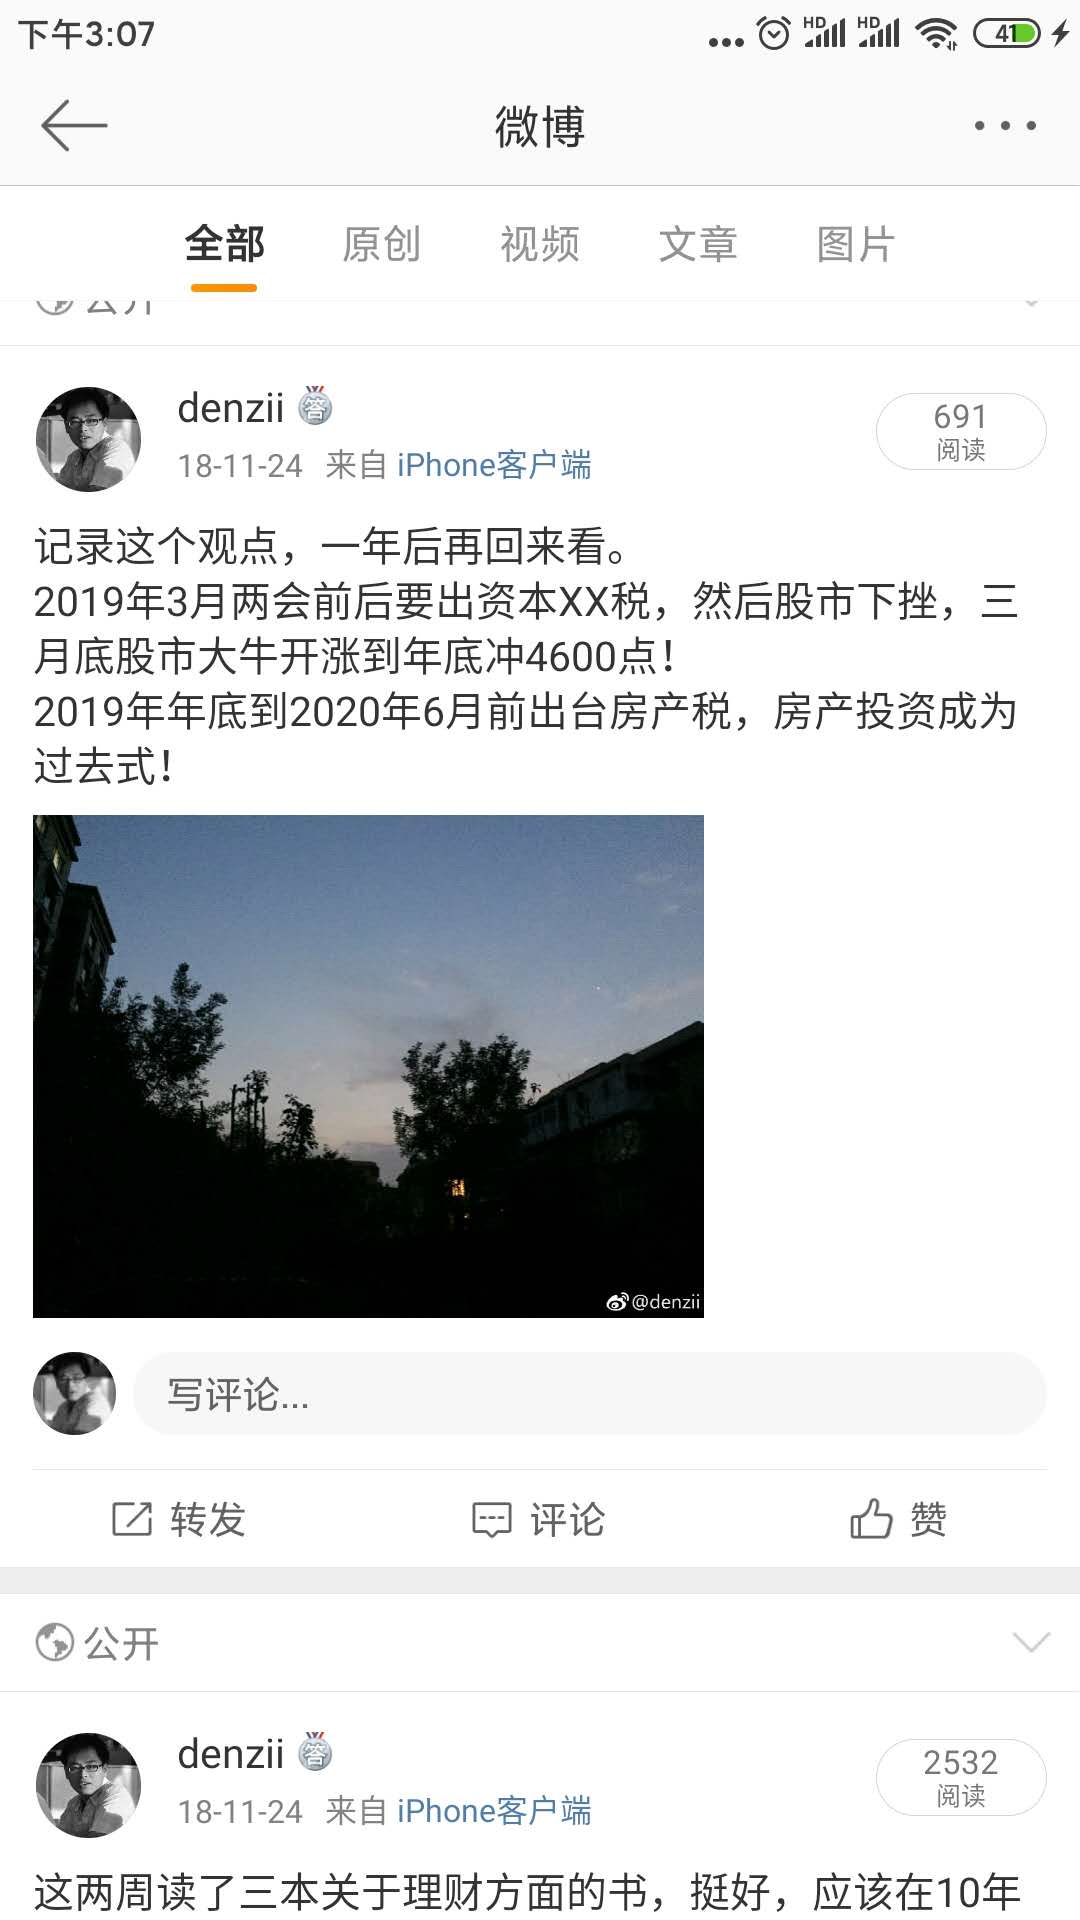 下午3:07
HD HD 41
微博
全部 原创 视频 文章 图片
公开
denzii 答
691
阅读
18-11-24 来自 iPhone客户端
记录这个观点，一年后再回来看。
2019年3月两会前后要出资本XX税，然后股市下挫，三
月底股市大牛开涨到年底冲4600点！
2019年年底到2020年6月前出台房产税，房产投资成为
过去式！
@denzii
写评论...
转发 评论 赞
公开
denzii 答
2532
阅读
18-11-24 来自 iPhone客户端
这两周读了三本关于理财方面的书，挺好，应该在10年